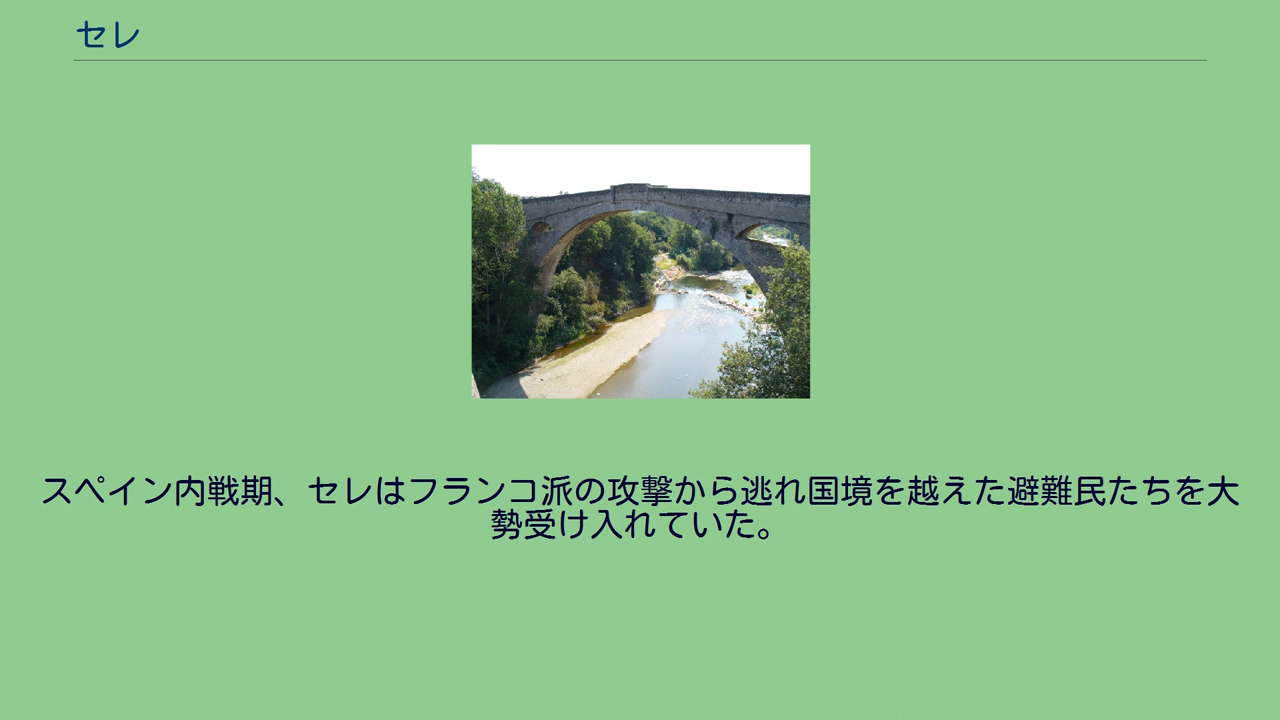 セレ
スペイン内戦期、セレはフランコ派の攻撃から逃れ国境を越えた避難民たちを大
勢受け入れていた。